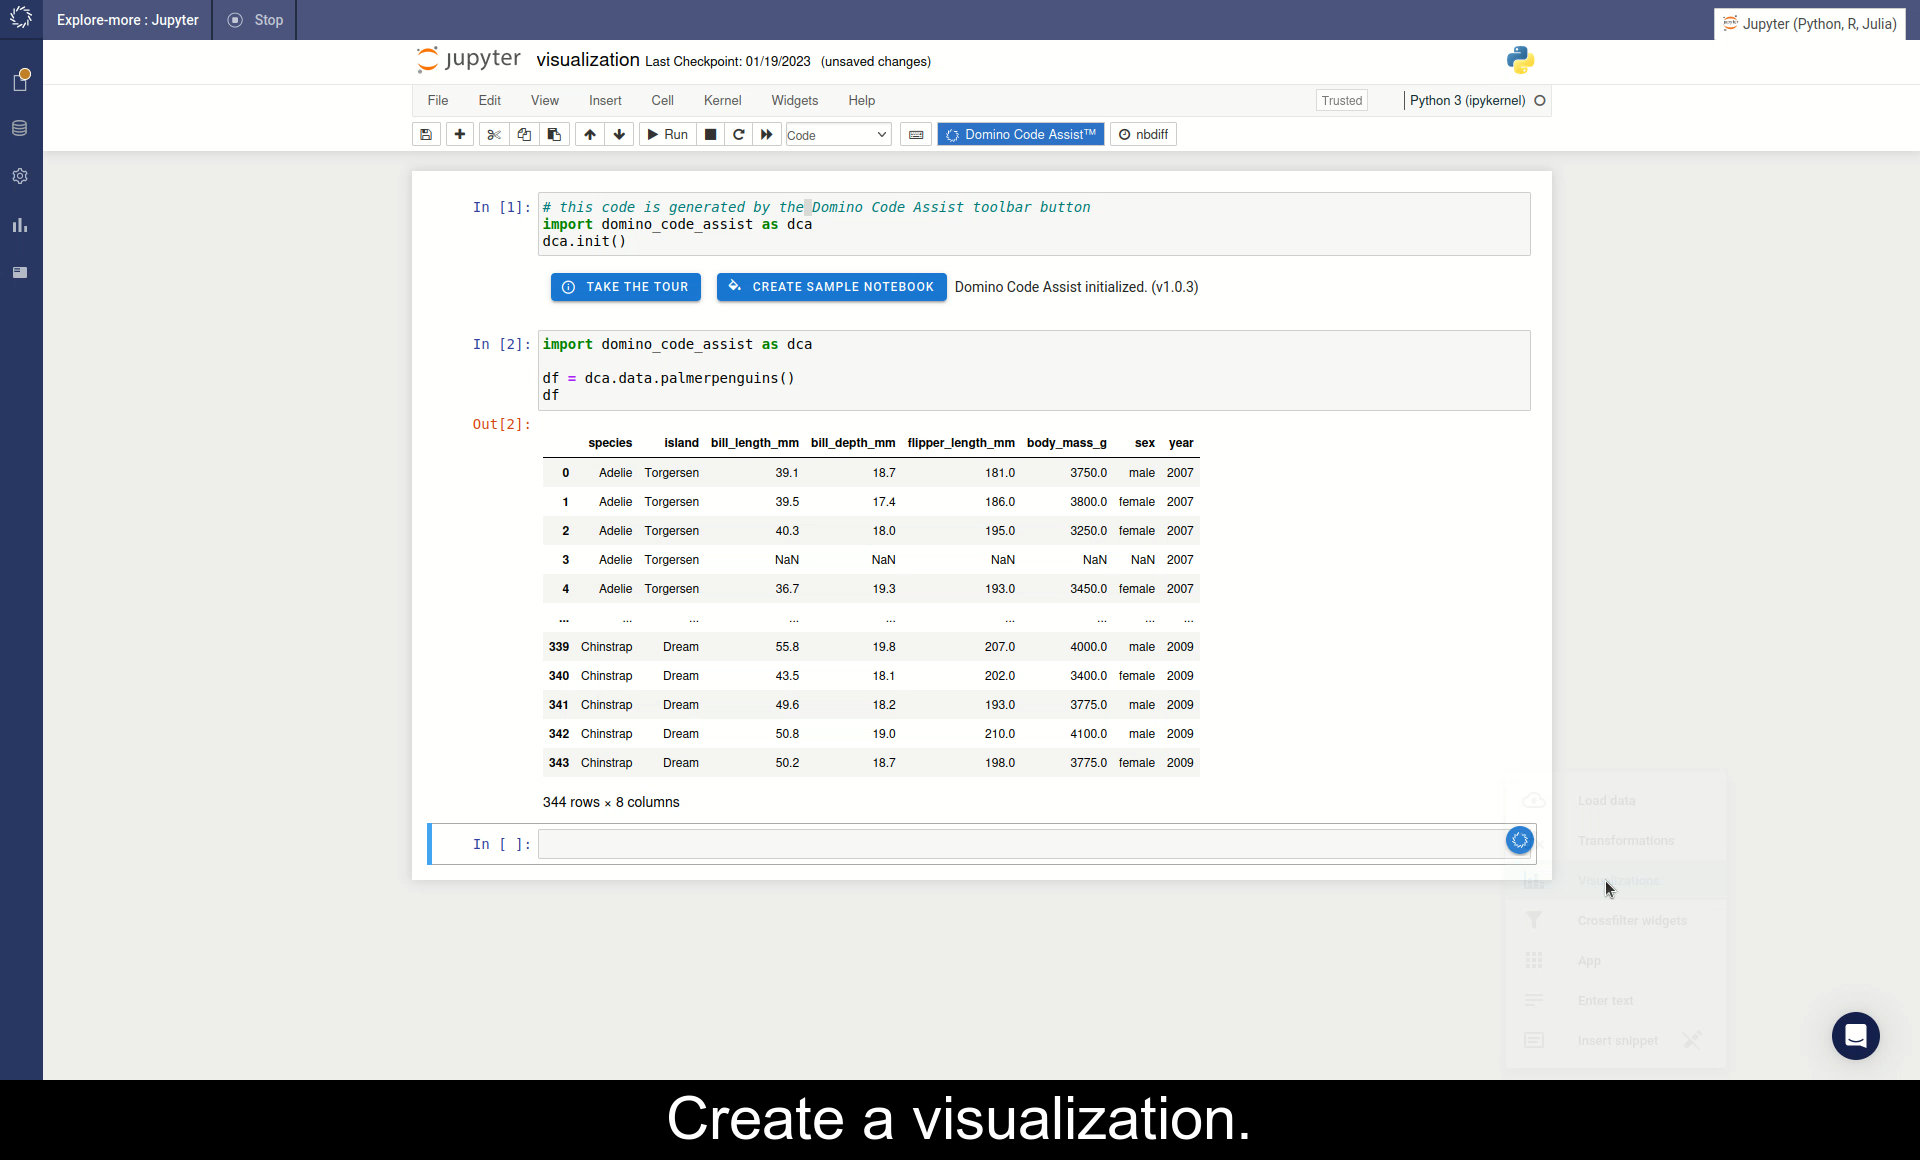 Explore-more : Jupyter Stop Jupyter (Python, R, Julia)
jupyter visualization Last Checkpoint: 01/19/2023 (unsaved changes)
File Edit View Insert Cell Kernel Widgets Help Trusted Python 3 (ipykernel)
Run Code Domino Code Assist™ nbdiff
In [1]: # this code is generated by the Domino Code Assist toolbar button
import domino_code_assist as dca
dca.init()
TAKE THE TOUR CREATE SAMPLE NOTEBOOK Domino Code Assist initialized. (v1.0.3)
In [2]: import domino_code_assist as dca
df = dca.data.palmerpenguins()
df
Out[2]:
species island bill_length_mm bill_depth_mm flipper_length_mm body_mass_g sex year
0 Adelie Torgersen 39.1 18.7 181.0 3750.0 male 2007
1 Adelie Torgersen 39.5 17.4 186.0 3800.0 female 2007
2 Adelie Torgersen 40.3 18.0 195.0 3250.0 female 2007
3 Adelie Torgersen NaN NaN NaN NaN NaN 2007
4 Adelie Torgersen 36.7 19.3 193.0 3450.0 female 2007
... ... ... ... ... ... ... ... ...
339 Chinstrap Dream 55.8 19.8 207.0 4000.0 male 2009
340 Chinstrap Dream 43.5 18.1 202.0 3400.0 female 2009
341 Chinstrap Dream 49.6 18.2 193.0 3775.0 male 2009
342 Chinstrap Dream 50.8 19.0 210.0 4100.0 male 2009
343 Chinstrap Dream 50.2 18.7 198.0 3775.0 female 2009
344 rows × 8 columns
In [ ]:
Load data
Transformations
Visualizations
Crossfilter widgets
App
Enter text
Insert snippet
Create a visualization.